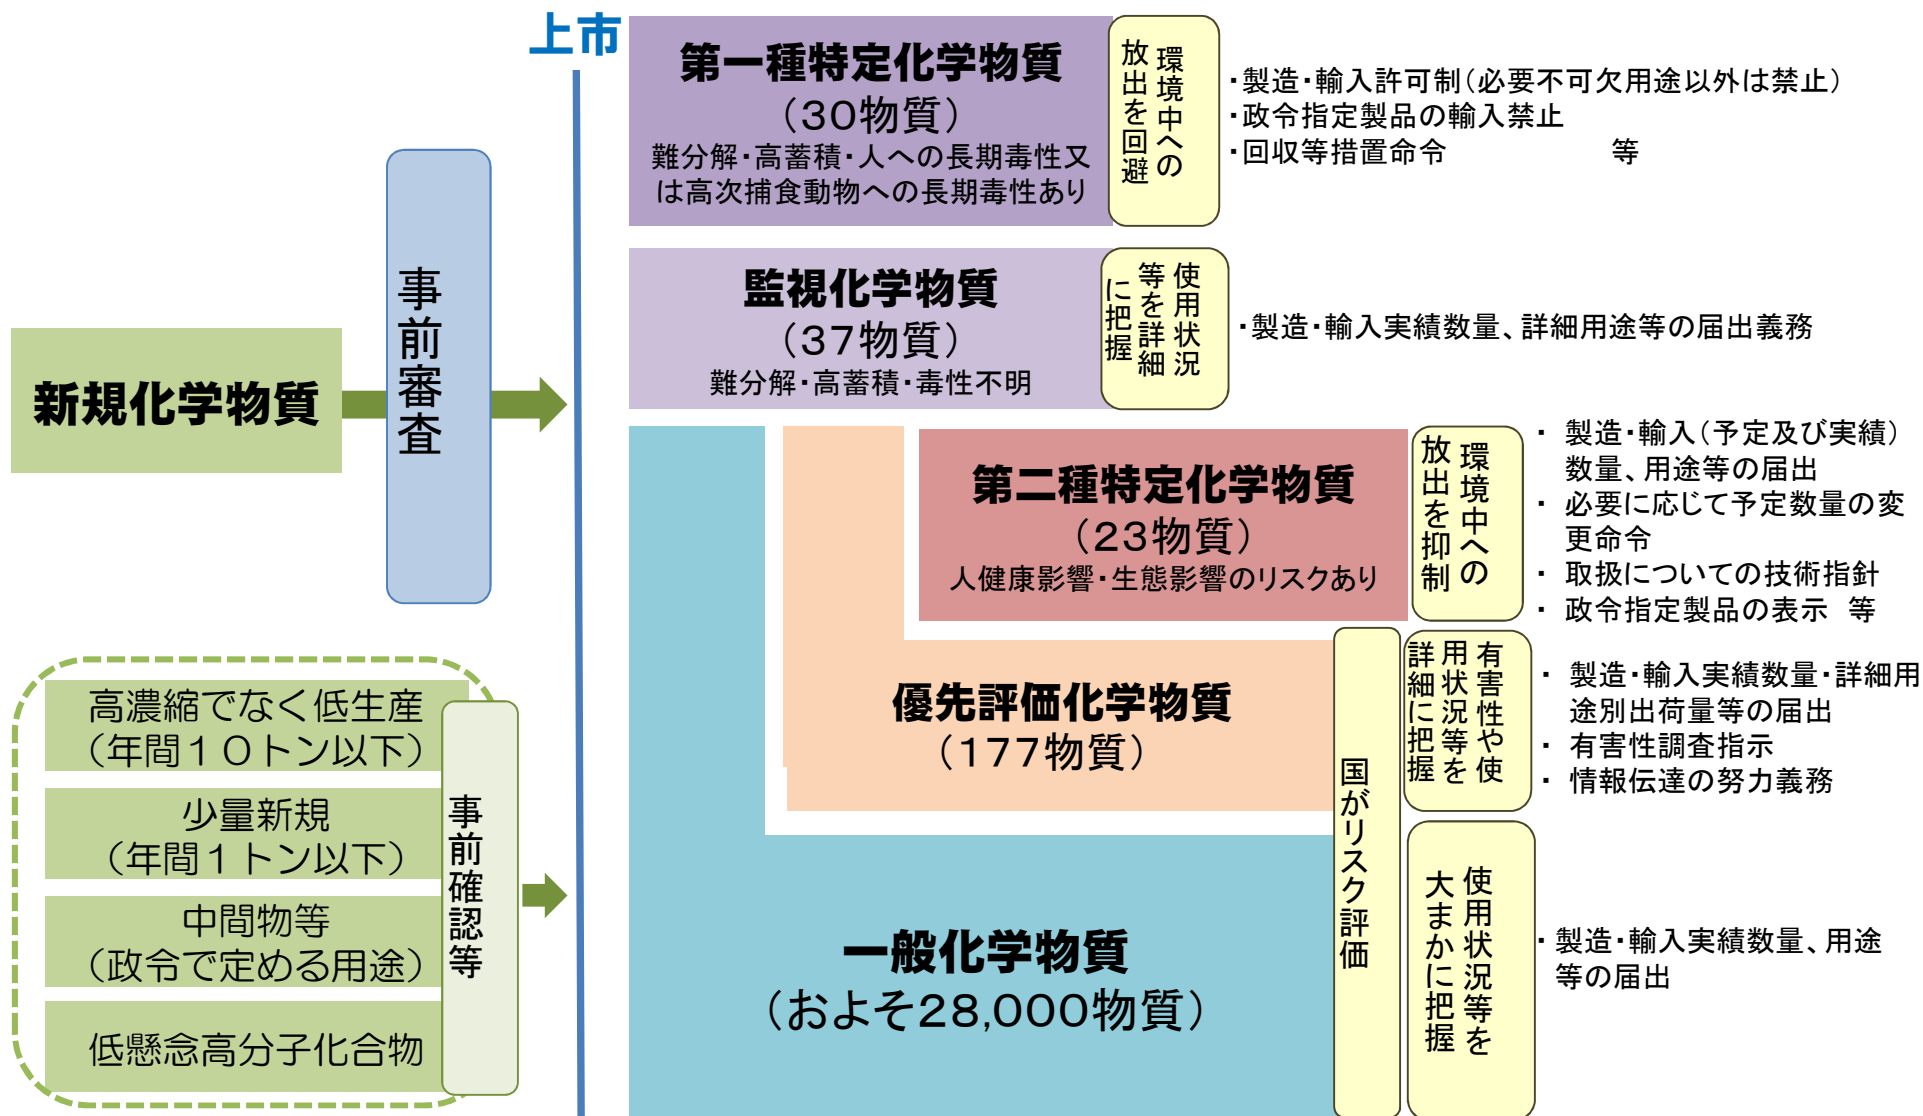 上市
新規化学物質
事前審査
高濃縮でなく低生産
（年間１０トン以下）
少量新規
（年間１トン以下）
中間物等
（政令で定める用途）
低懸念高分子化合物
事前確認等
第一種特定化学物質
（30物質）
難分解・高蓄積・人への長期毒性又
は高次捕食動物への長期毒性あり
環境中への
放出を回避
・製造・輸入許可制（必要不可欠用途以外は禁止）
・政令指定製品の輸入禁止
・回収等措置命令　　　　　　等
監視化学物質
（37物質）
難分解・高蓄積・毒性不明
使用状況
等を詳細
に把握
・製造・輸入実績数量、詳細用途等の届出義務
第二種特定化学物質
（23物質）
人健康影響・生態影響のリスクあり
環境中への
放出を抑制
・ 製造・輸入（予定及び実績）
数量、用途等の届出
・ 必要に応じて予定数量の変
更命令
・ 取扱についての技術指針
・ 政令指定製品の表示　等
優先評価化学物質
（177物質）
有害性や使
用状況等を
詳細に把握
・ 製造・輸入実績数量・詳細用
途別出荷量等の届出
・ 有害性調査指示
・ 情報伝達の努力義務
国がリスク評価
一般化学物質
（およそ28,000物質）
使用状況等を
大まかに把握
・ 製造・輸入実績数量、用途
等の届出